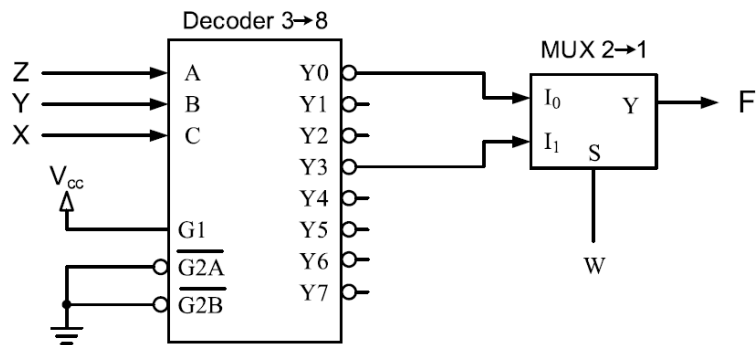 Decoder 3→8
MUX 2→1
Z
Y
X
A
B
C
Vcc
G1
G2A
G2B
Y0
Y1
Y2
Y3
Y4
Y5
Y6
Y7
I0
I1
S
Y
F
W